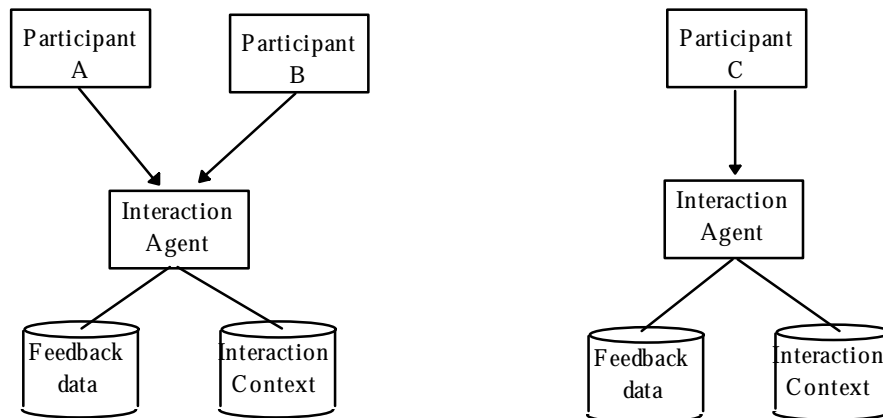 Participant
A
Participant
B
Interaction
Agent
Feedback
data
Interaction
Context
Participant
C
Interaction
Agent
Feedback
data
Interaction
Context